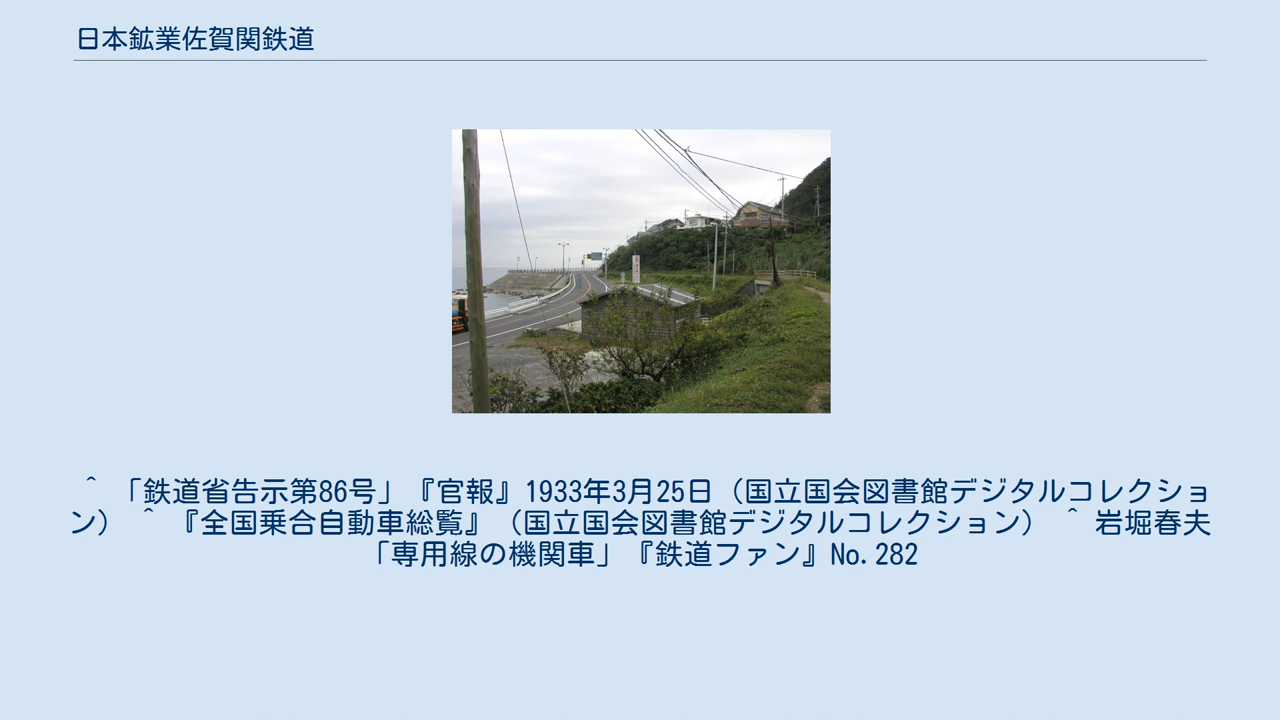 日本鉱業佐賀関鉄道
＾ 「鉄道省告示第86号」『官報』1933年3月25日（国立国会図書館デジタルコレクショ
ン） ＾ 『全国乗合自動車総覧』（国立国会図書館デジタルコレクション） ＾ 岩堀春夫
「専用線の機関車」『鉄道ファン』No.282